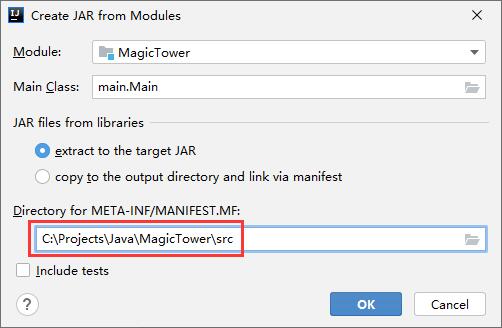 Create JAR from Modules
Module: MagicTower
Main Class: main.Main
JAR files from libraries
extract to the target JAR
copy to the output directory and link via manifest
Directory for META-INF/MANIFEST.MF:
C:\Projects\Java\MagicTower\src
Include tests
? OK Cancel